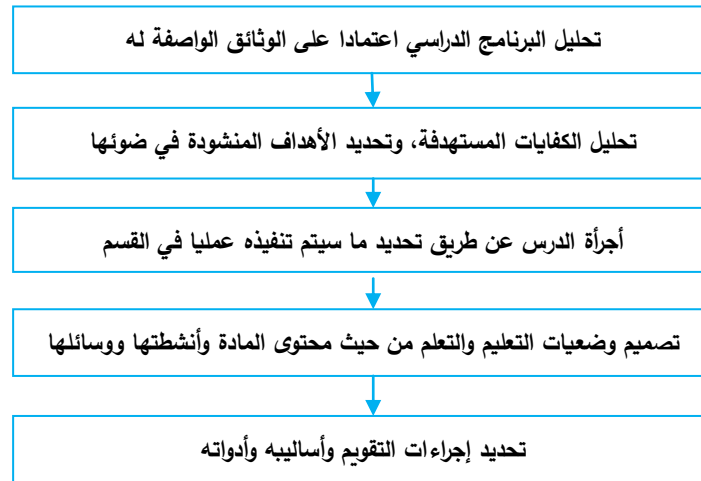 تحليل البرنامج الدراسي اعتمادا على الوثائق الواصفة له
تحليل الكفايات المستهدفة، وتحديد الأهداف المنشودة في ضوئها
أجرأة الدرس عن طريق تحديد ما سيتم تنفيذه عمليا في القسم
تصميم وضعيات التعليم والتعلم من حيث محتوى المادة وأنشطتها ووسائلها
تحديد إجراءات التقويم وأساليبه وأدواته